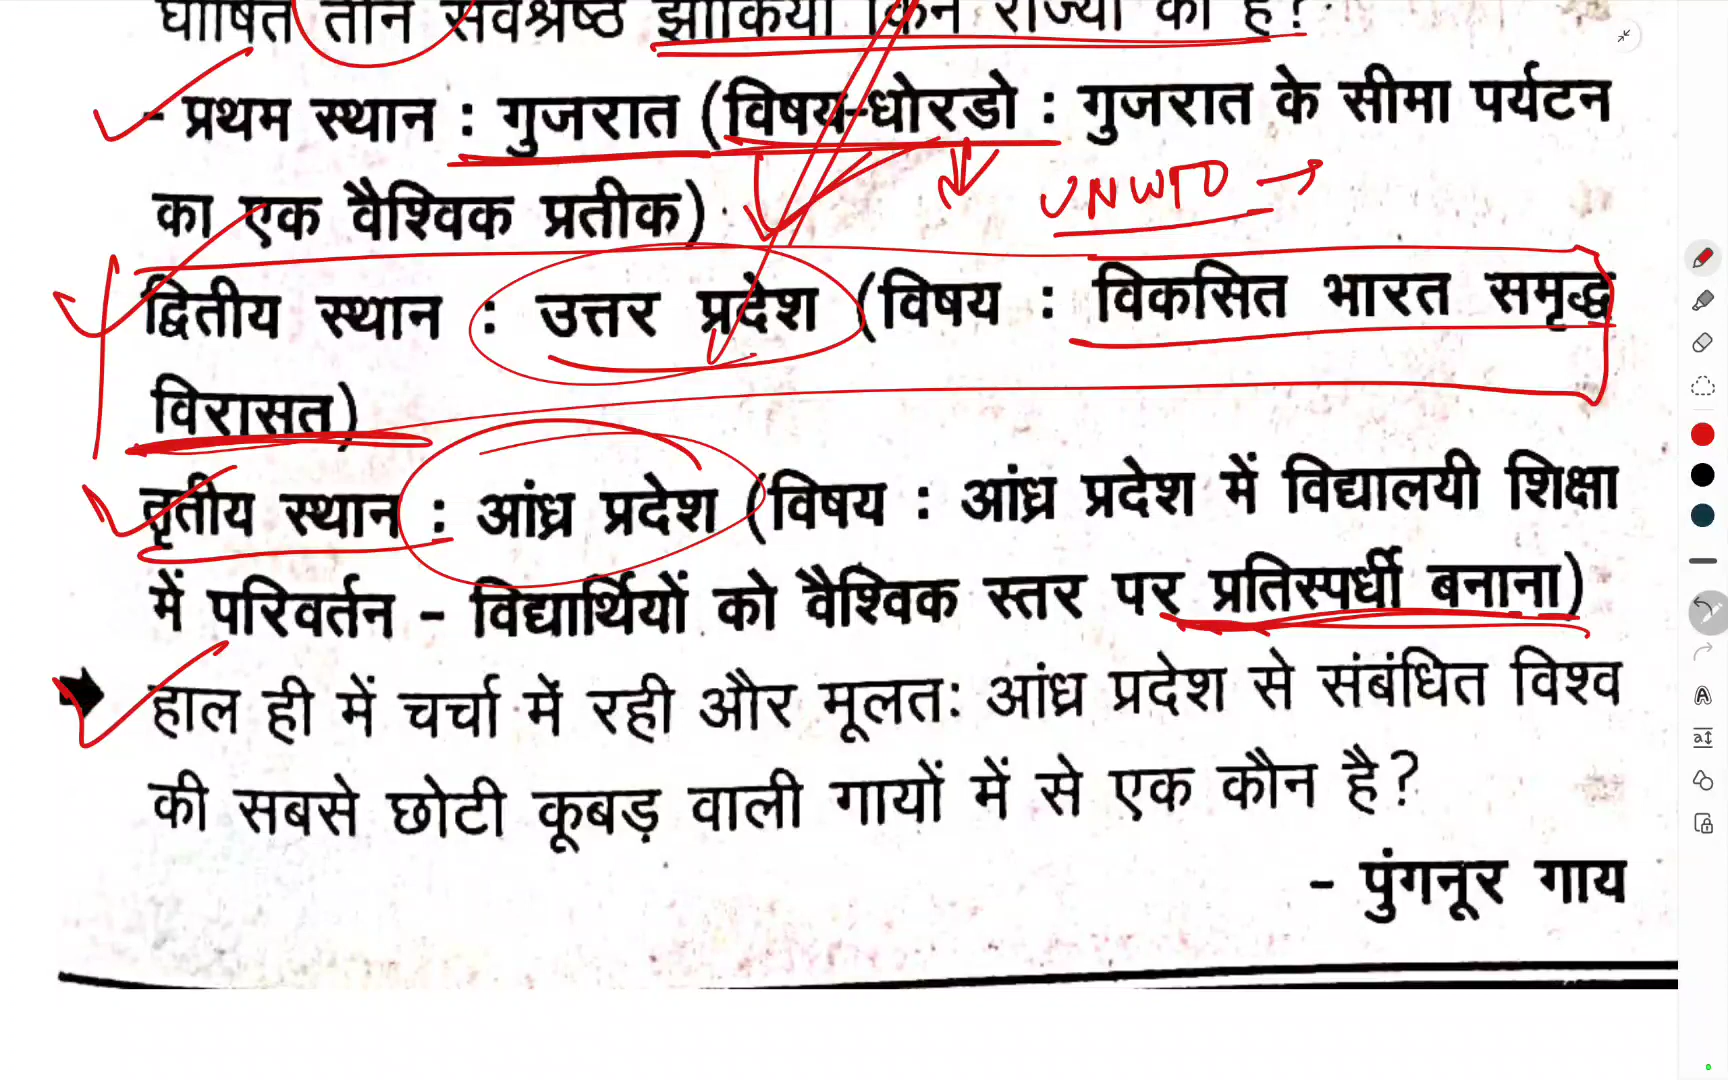 घोषित तीन सर्वश्रेष्ठ झांकियां किन राज्यों की है?
- प्रथम स्थान : गुजरात (विषय-धोरडो : गुजरात के सीमा पर्यटन
का एक वैश्विक प्रतीक)
UNWTO →
द्वितीय स्थान : उत्तर प्रदेश (विषय : विकसित भारत समृद्ध
विरासत)
तृतीय स्थान : आंध्र प्रदेश (विषय : आंध्र प्रदेश में विद्यालयी शिक्षा
में परिवर्तन - विद्यार्थियों को वैश्विक स्तर पर प्रतिस्पर्धी बनाना)
हाल ही में चर्चा में रही और मूलतः आंध्र प्रदेश से संबंधित विश्व
की सबसे छोटी कूबड़ वाली गायों में से एक कौन है?
- पुंगनूर गाय